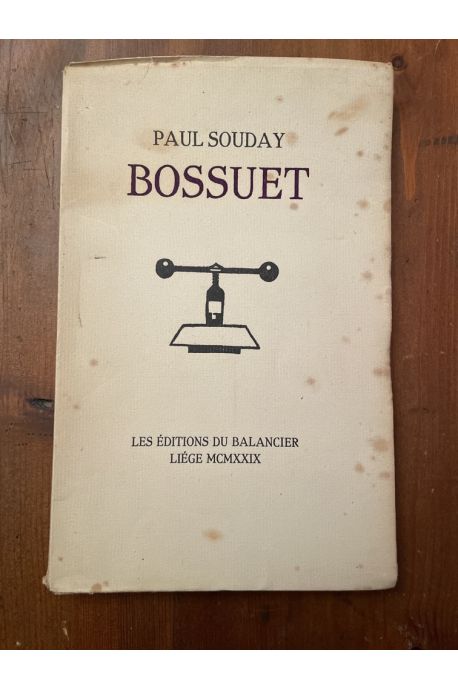 PAUL SOUDAY
BOSSUET
LES ÉDITIONS DU BALANCIER
LIÉGE MCMXXIX